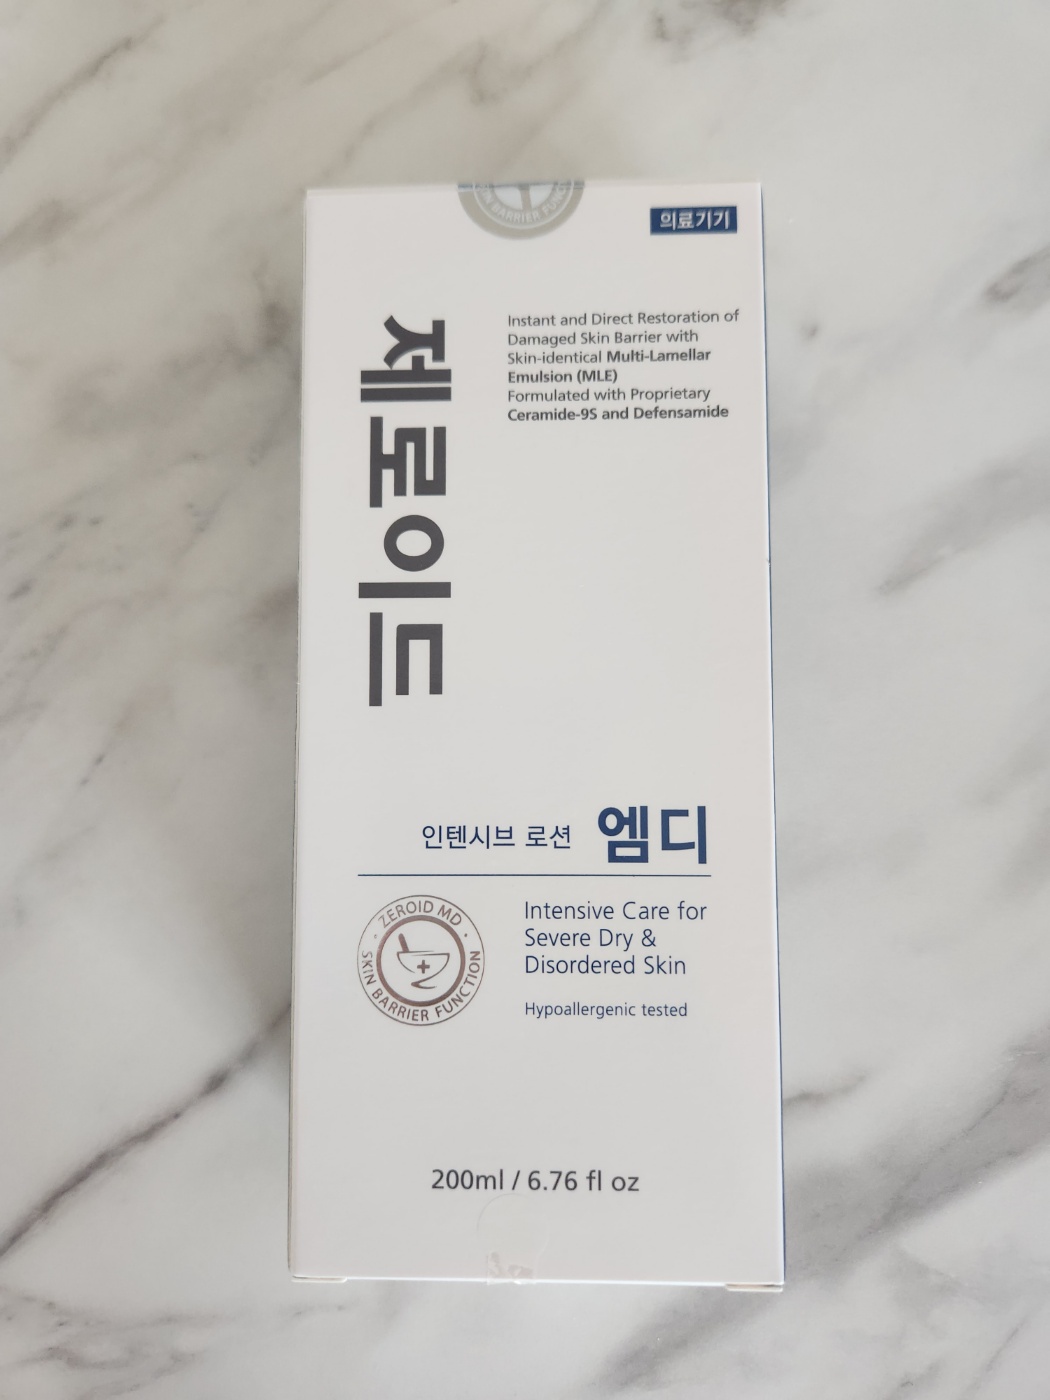 SKIN BARRIER FUNCTION
의료기기
Instant and Direct Restoration of
Damaged Skin Barrier with
Skin-identical Multi-Lamellar
Emulsion (MLE)
Formulated with Proprietary
Ceramide-9S and Defensamide
제로이드
인텐시브 로션 엠디
ZEROID MD
SKIN BARRIER FUNCTION
Intensive Care for
Severe Dry &
Disordered Skin
Hypoallergenic tested
200ml / 6.76 fl oz